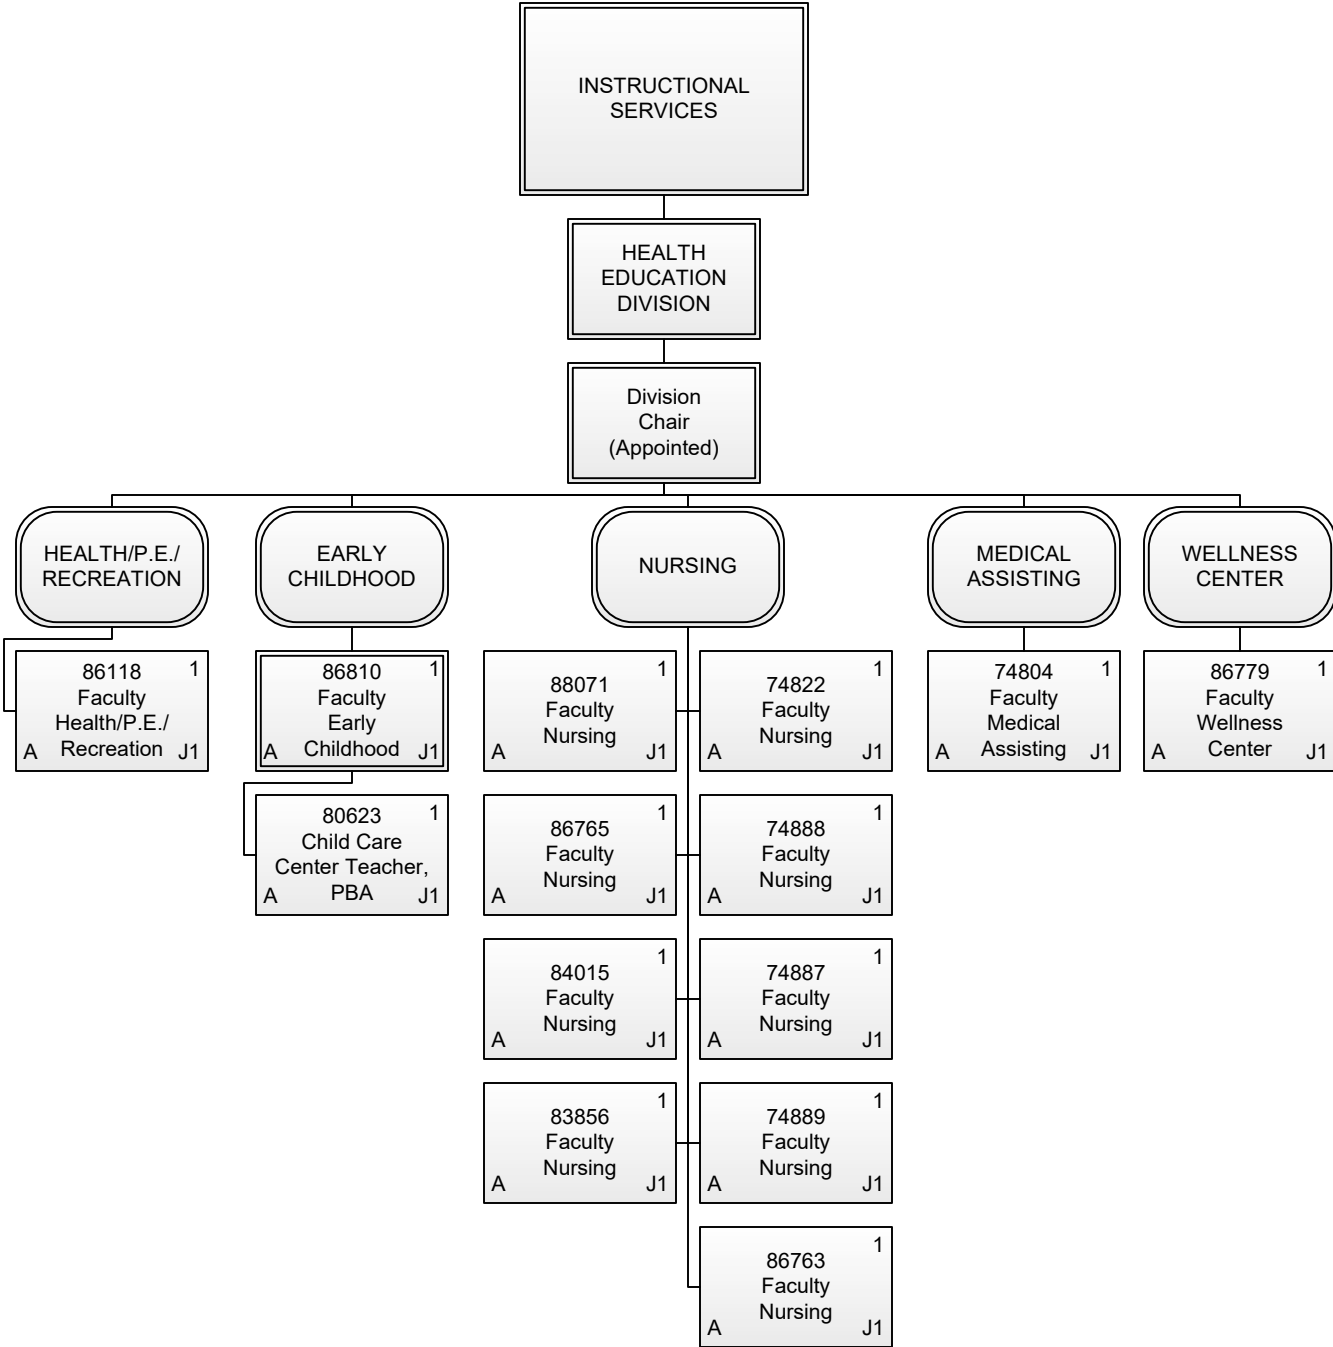 INSTRUCTIONAL
SERVICES
HEALTH
EDUCATION
DIVISION
Division
Chair
(Appointed)
HEALTH/P.E./
RECREATION
EARLY
CHILDHOOD
NURSING
MEDICAL
ASSISTING
WELLNESS
CENTER
86118 1
Faculty
Health/P.E./
A Recreation J1
86810 1
Faculty
Early
A Childhood J1
80623 1
Child Care
Center Teacher,
A PBA J1
88071 1
Faculty
Nursing
A J1
74822 1
Faculty
Nursing
A J1
86765 1
Faculty
Nursing
A J1
74888 1
Faculty
Nursing
A J1
84015 1
Faculty
Nursing
A J1
74887 1
Faculty
Nursing
A J1
83856 1
Faculty
Nursing
A J1
74889 1
Faculty
Nursing
A J1
86763 1
Faculty
Nursing
A J1
74804 1
Faculty
Medical
A Assisting J1
86779 1
Faculty
Wellness
A Center J1